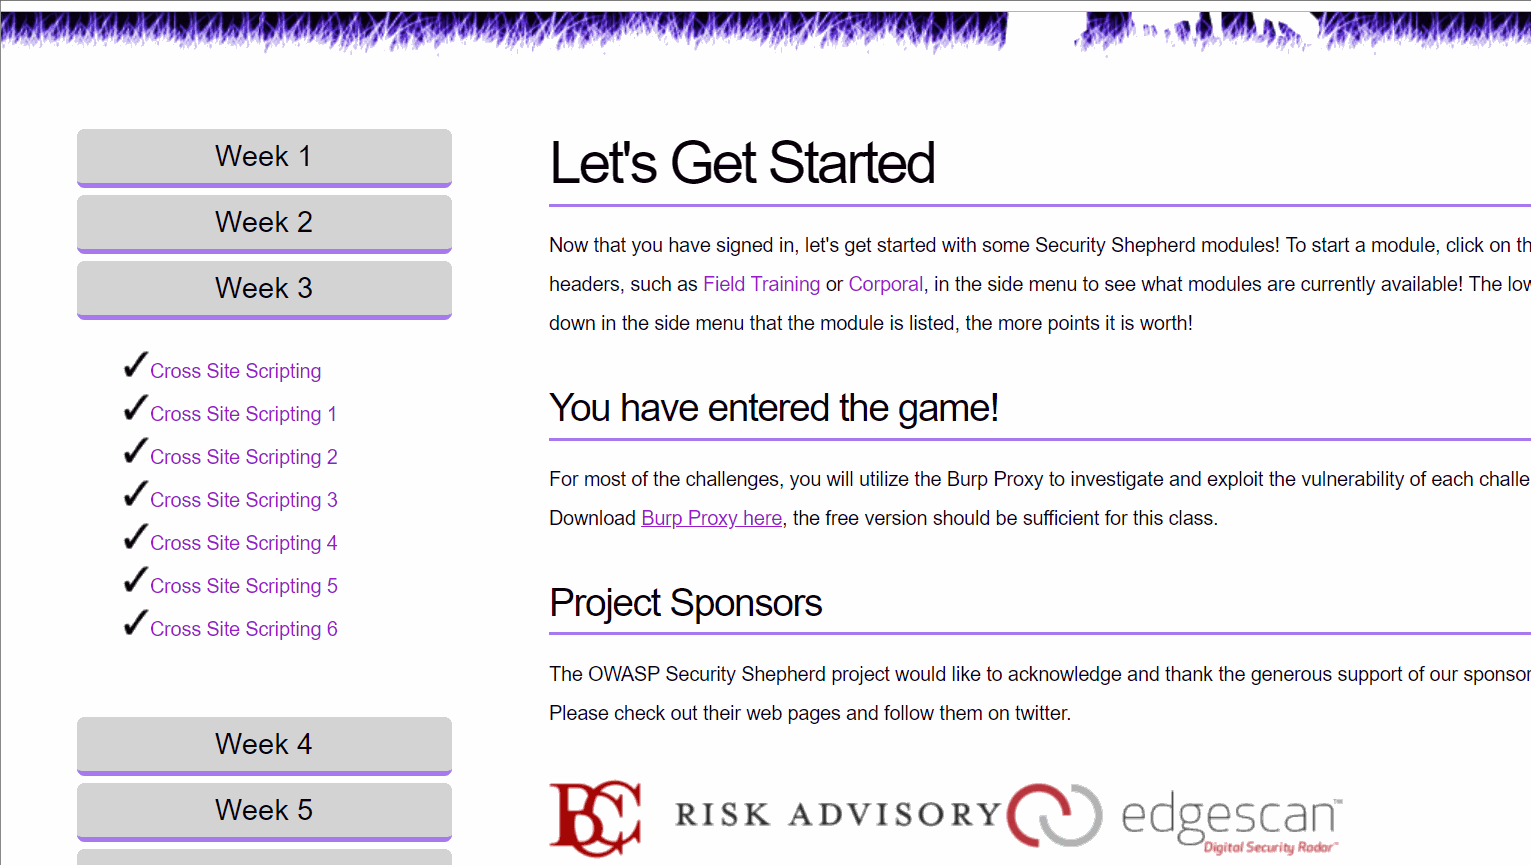 Week 1
Week 2
Week 3
Cross Site Scripting
Cross Site Scripting 1
Cross Site Scripting 2
Cross Site Scripting 3
Cross Site Scripting 4
Cross Site Scripting 5
Cross Site Scripting 6
Week 4
Week 5
Let's Get Started
Now that you have signed in, let's get started with some Security Shepherd modules! To start a module, click on th
headers, such as Field Training or Corporal, in the side menu to see what modules are currently available! The low
down in the side menu that the module is listed, the more points it is worth!
You have entered the game!
For most of the challenges, you will utilize the Burp Proxy to investigate and exploit the vulnerability of each challe
Download Burp Proxy here, the free version should be sufficient for this class.
Project Sponsors
The OWASP Security Shepherd project would like to acknowledge and thank the generous support of our sponsor
Please check out their web pages and follow them on twitter.
BCC RISK ADVISORY
edgescan™
Digital Security Radar™